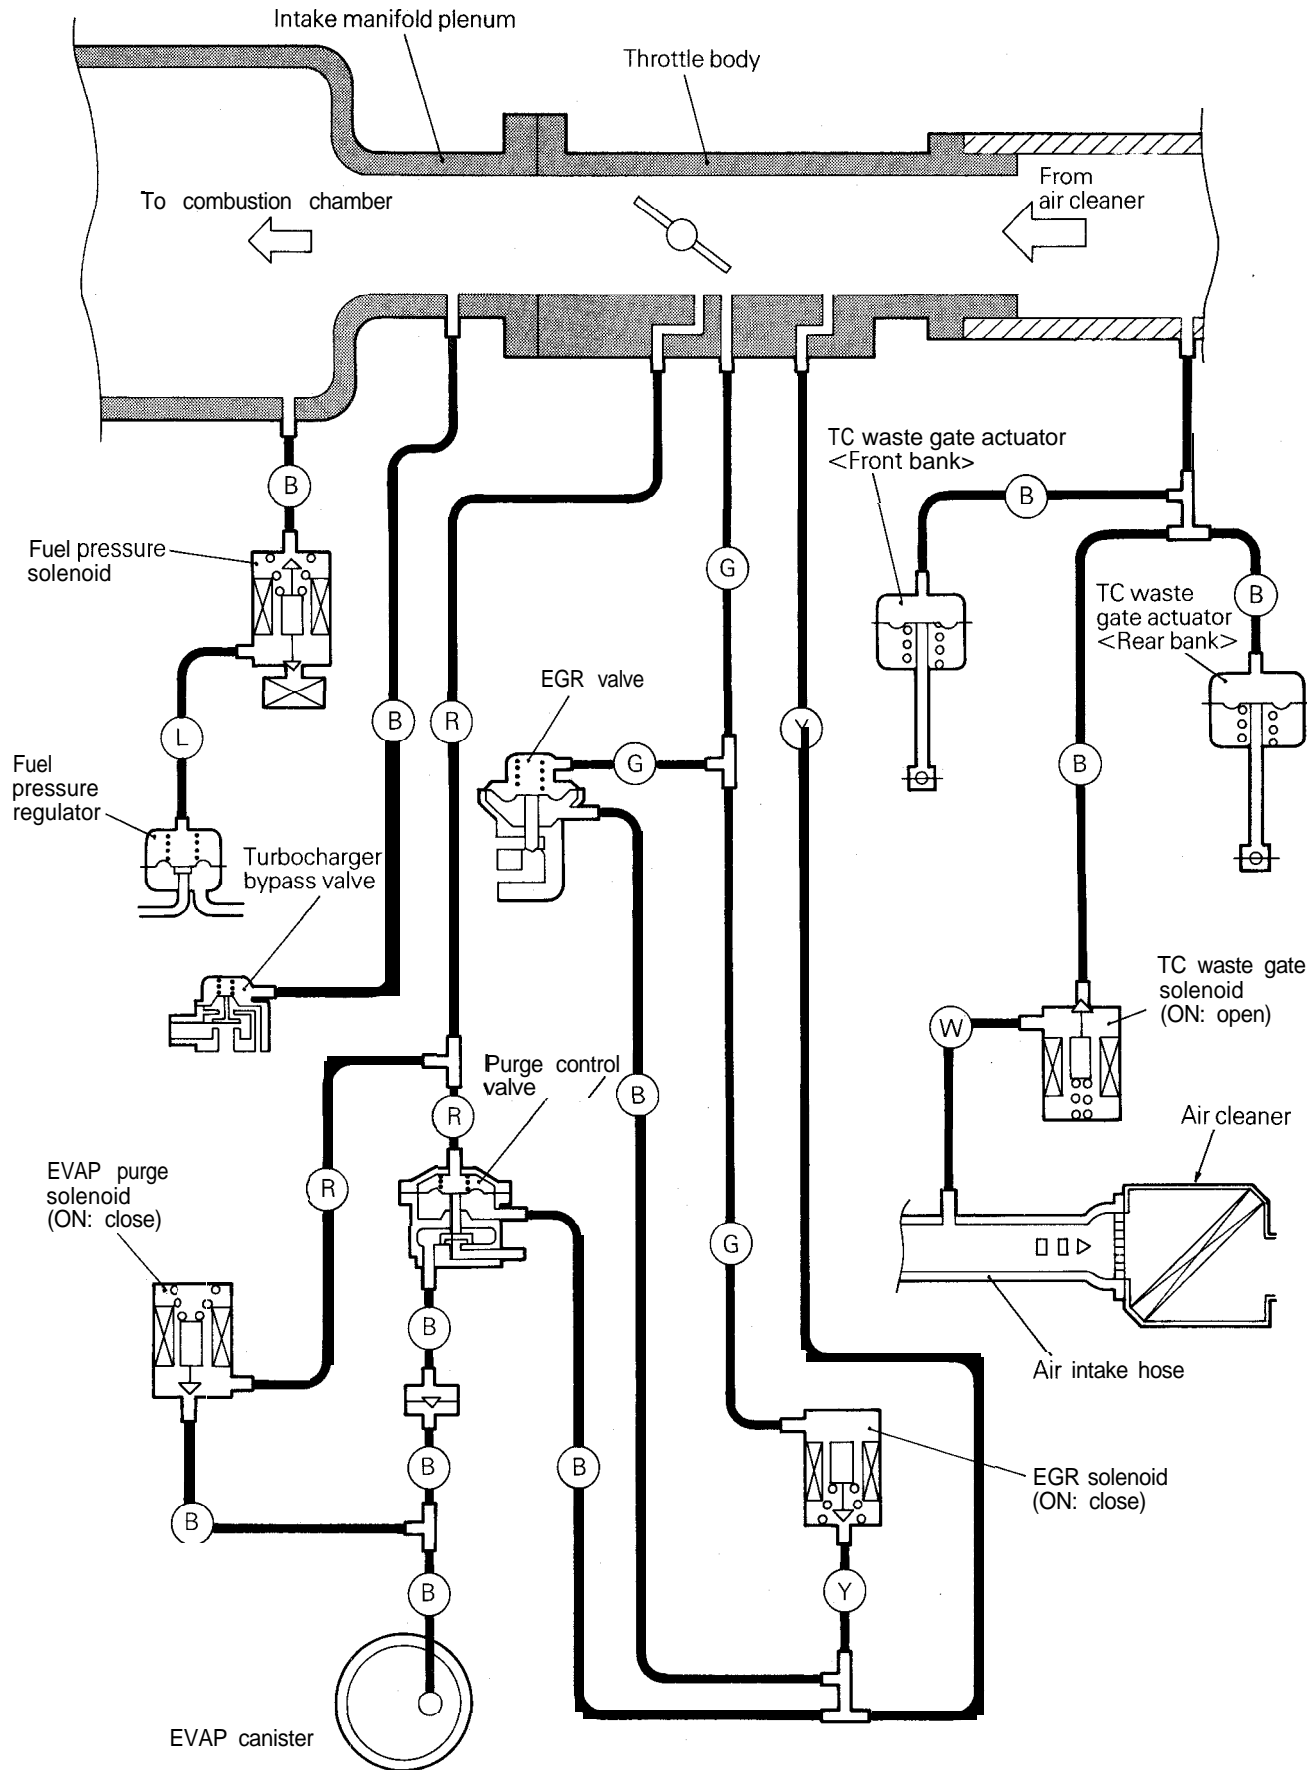 Intake manifold plenum
Throttle body
To combustion chamber
From
air cleaner
TC waste gate actuator
<Front bank>
B
B
Fuel pressure
solenoid
G
TC waste
gate actuator
<Rear bank>
B
EGR valve
L
B
R
G
Y
B
Fuel
pressure
regulator
Turbocharger
bypass valve
TC waste gate
solenoid
(ON: open)
W
Purge control
valve
B
R
Air cleaner
EVAP purge
solenoid
(ON: close)
R
G
B
Air intake hose
B
B
EGR solenoid
(ON: close)
B
B
Y
EVAP canister